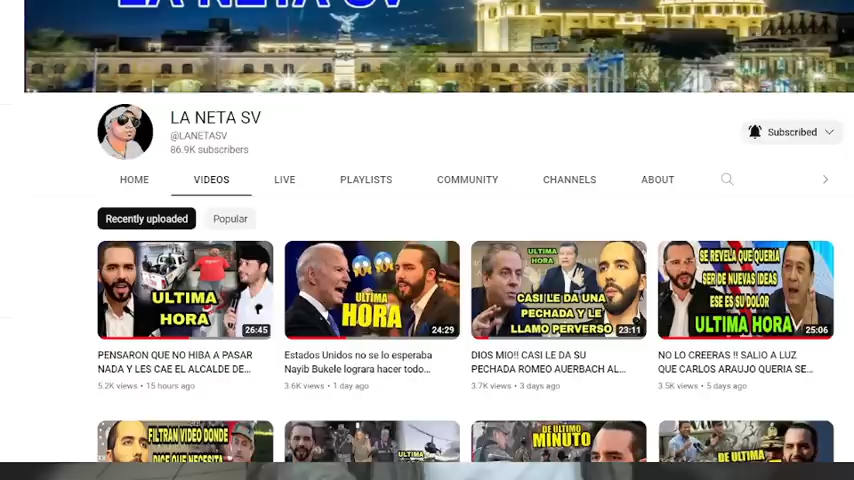 LA NETA SV
LA NETA SV
@LANETASV
86.9K subscribers
Subscribed
HOME
VIDEOS
LIVE
PLAYLISTS
COMMUNITY
CHANNELS
ABOUT
Recently uploaded
Popular
ULTIMA
HORA
26:45
ULTIMA
HORA
24:29
ULTIMA
HORA
CASI LE DA UNA
PECHADA Y LE
LLAMO PERVERSO
23:11
SE REVELA QUE QUERIA
SER DE NUEVAS IDEAS
ESE ES SU DOLOR
ULTIMA HORA
25:06
PENSARON QUE NO HIBA A PASAR
NADA Y LES CAE EL ALCALDE DE...
5.2K views • 15 hours ago
Estados Unidos no se lo esperaba
Nayib Bukele lograra hacer todo...
3.6K views • 1 day ago
DIOS MIO!! CASI LE DA SU
PECHADA ROMEO AUERBACH AL...
3.7K views • 3 days ago
NO LO CREERAS !! SALIO A LUZ
QUE CARLOS ARAUJO QUERIA SE...
3.5K views • 5 days ago
FILTRAN VIDEO DONDE
DICE QUE NECESITA
ULTIMA
DE ULTIMO
MINUTO
DE ULTIMO